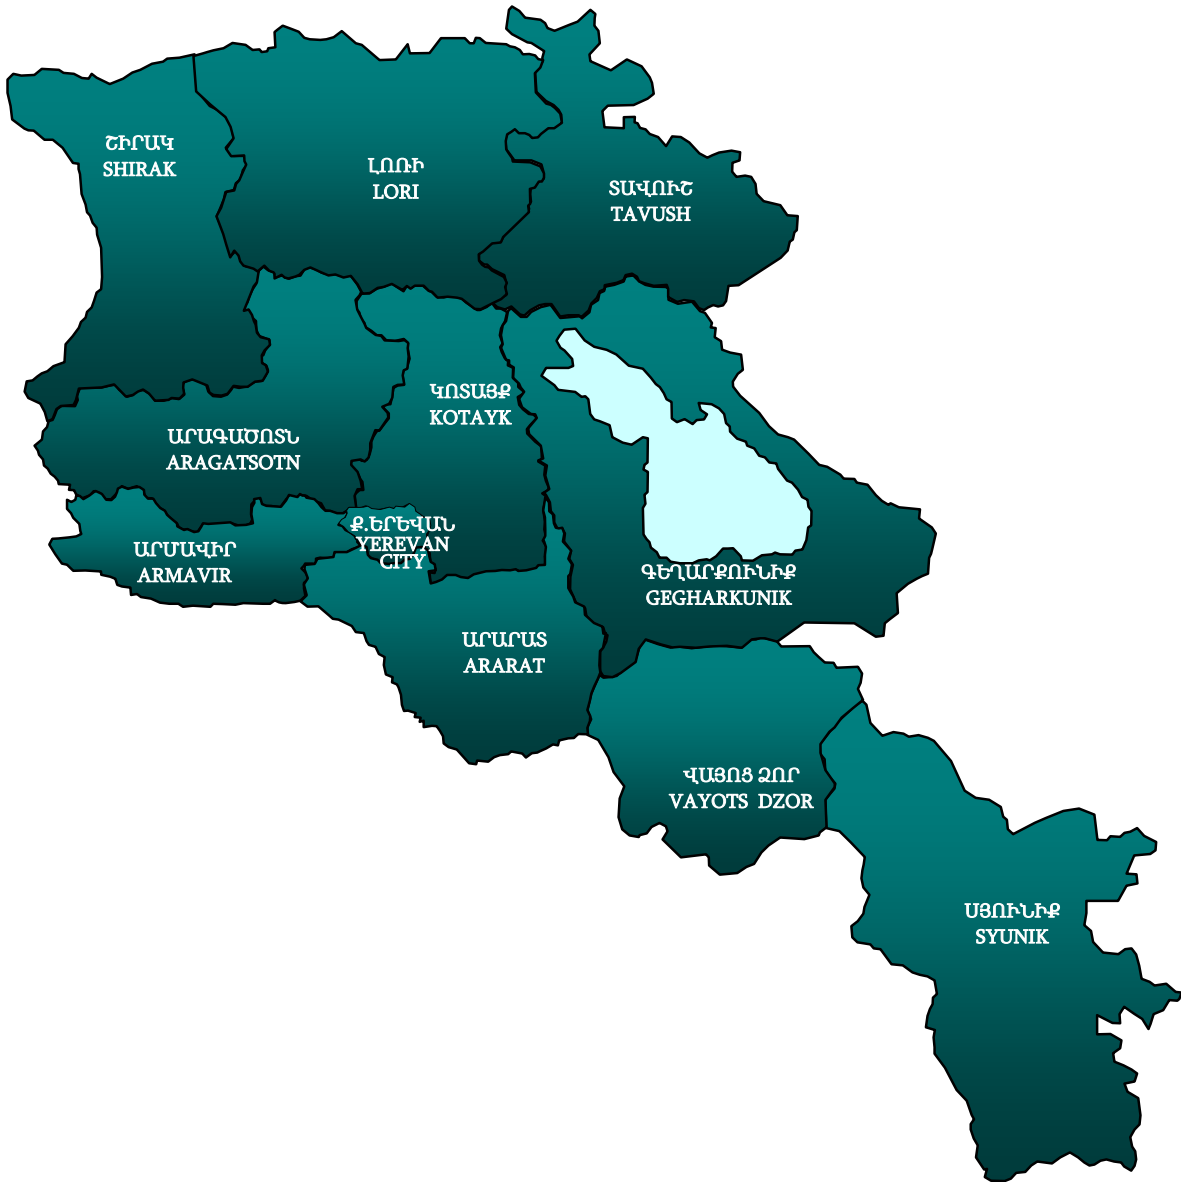 ՇԻՐԱԿ
SHIRAK
ԼՈՌԻ
LORI
ՏԱՎՈՒՇ
TAVUSH
ԿՈՏԱՅՔ
KOTAYK
ԱՐԱԳԱԾՈՏՆ
ARAGATSOTN
Ք.ԵՐԵՎԱՆ
YEREVAN
CITY
ԱՐՄԱՎԻՐ
ARMAVIR
ԳԵՂԱՐՔՈՒՆԻՔ
GEGHARKUNIK
ԱՐԱՐԱՏ
ARARAT
ՎԱՅՈՑ ՁՈՐ
VAYOTS DZOR
ՍՅՈՒՆԻՔ
SYUNIK